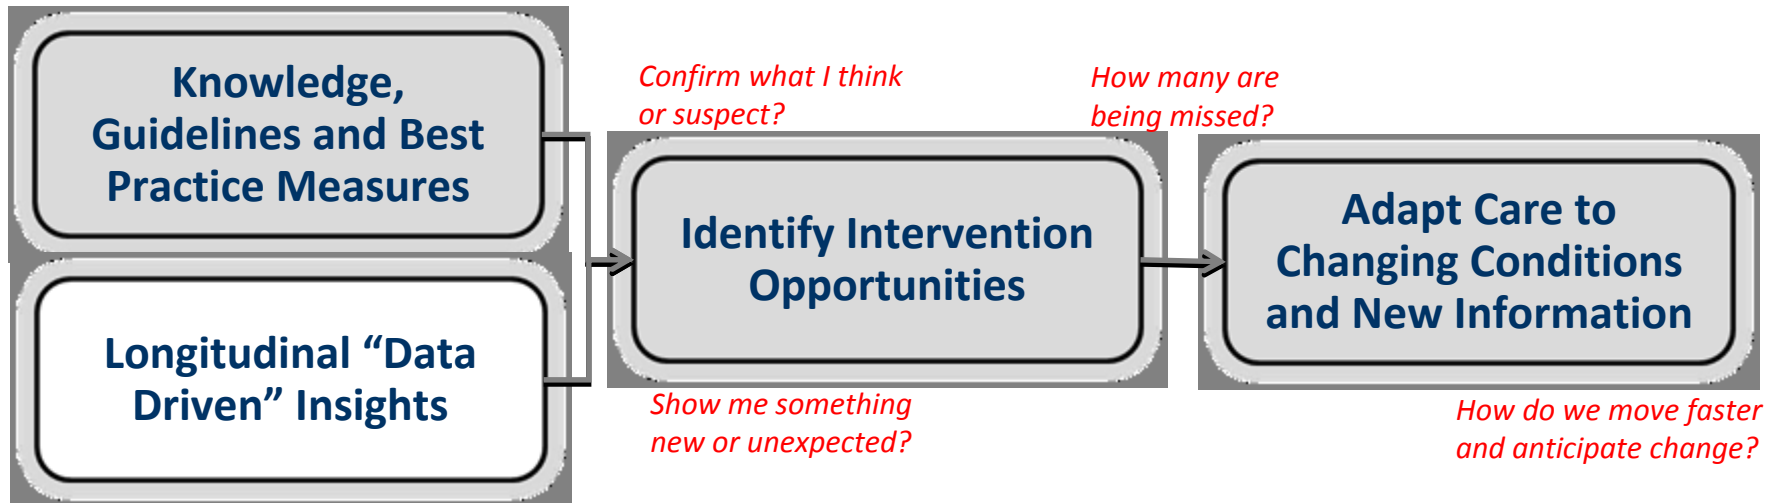 Knowledge,
Guidelines and Best
Practice Measures
Longitudinal “Data
Driven” Insights
Confirm what I think
or suspect?
Identify Intervention
Opportunities
Show me something
new or unexpected?
How many are
being missed?
Adapt Care to
Changing Conditions
and New Information
How do we move faster
and anticipate change?